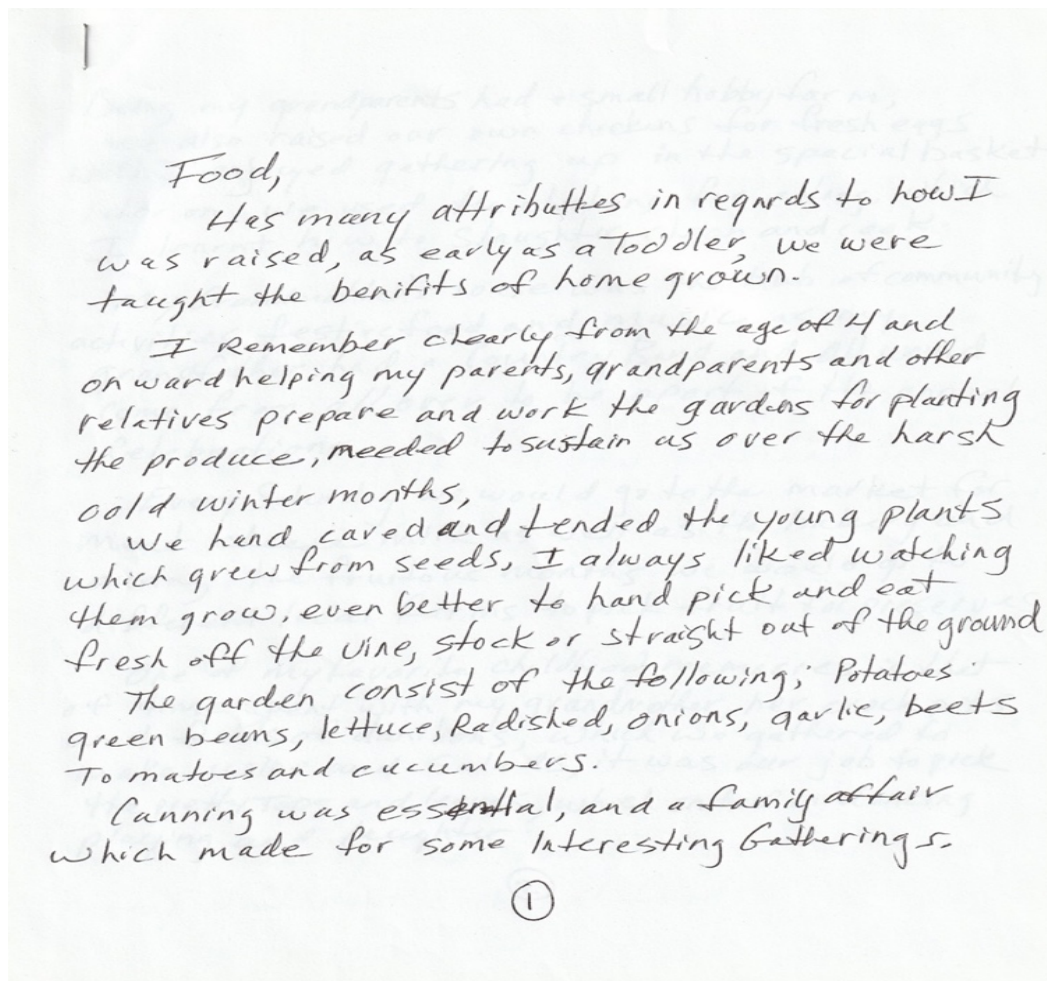 Food,
Has many attributtes in regards to how I
was raised, as early as a Toddler, we were
taught the benifits of home grown.
I Remember clearly from the age of 4 and
onward helping my parents, grandparents and other
relatives prepare and work the gardens for planting
the produce, needed to sustain us over the harsh
cold winter months,
We hand cared and tended the young plants
which grew from seeds, I always liked watching
them grow, even better to hand pick and eat
fresh off the vine, stock or straight out of the ground
The garden consist of the following; Potatoes
green beans, lettuce, Radished, onions, garlic, beets
Tomatoes and cucumbers.
Canning was essential, and a family affair
which made for some Interesting Gatherings.
1